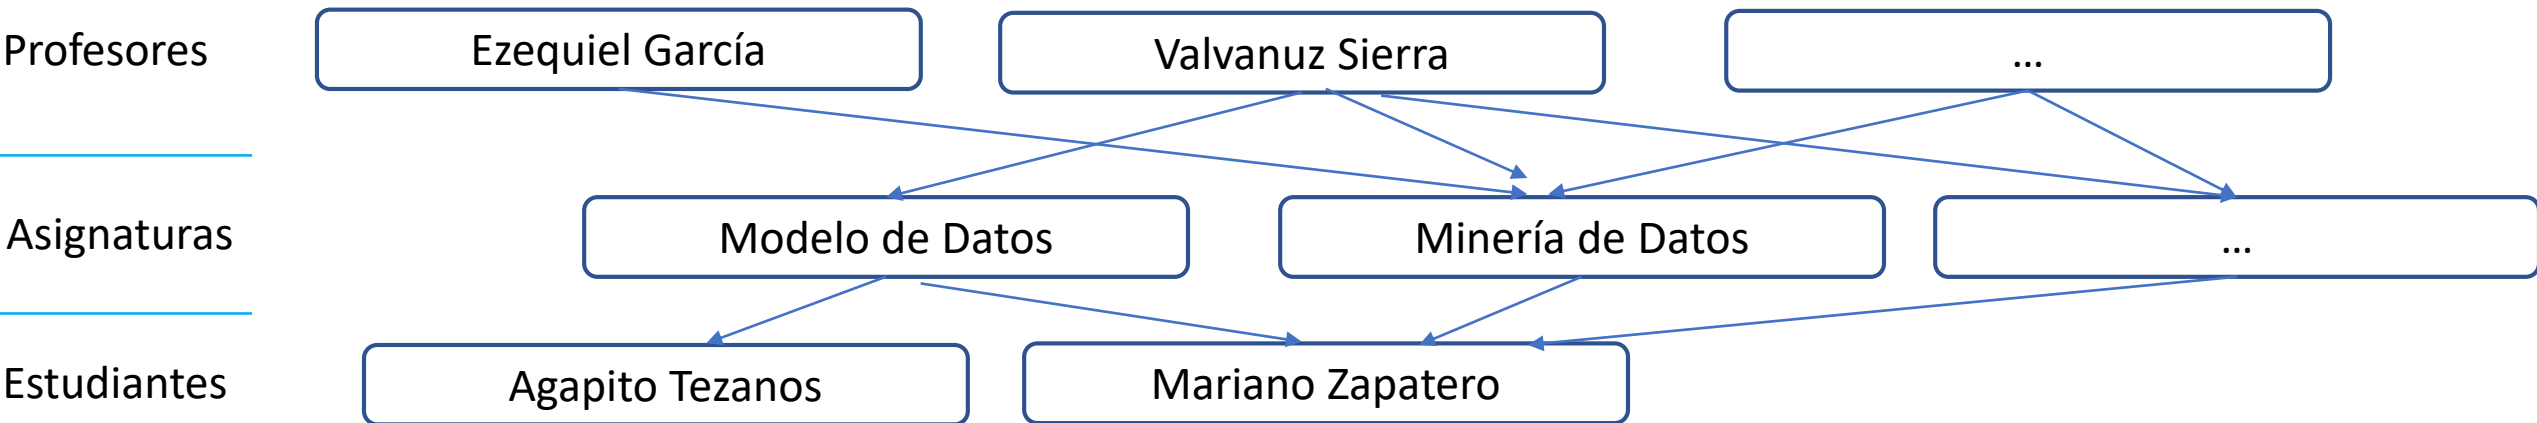 Profesores
Ezequiel García
Valvanuz Sierra
...
Asignaturas
Modelo de Datos
Minería de Datos
...
Estudiantes
Agapito Tezanos
Mariano Zapatero